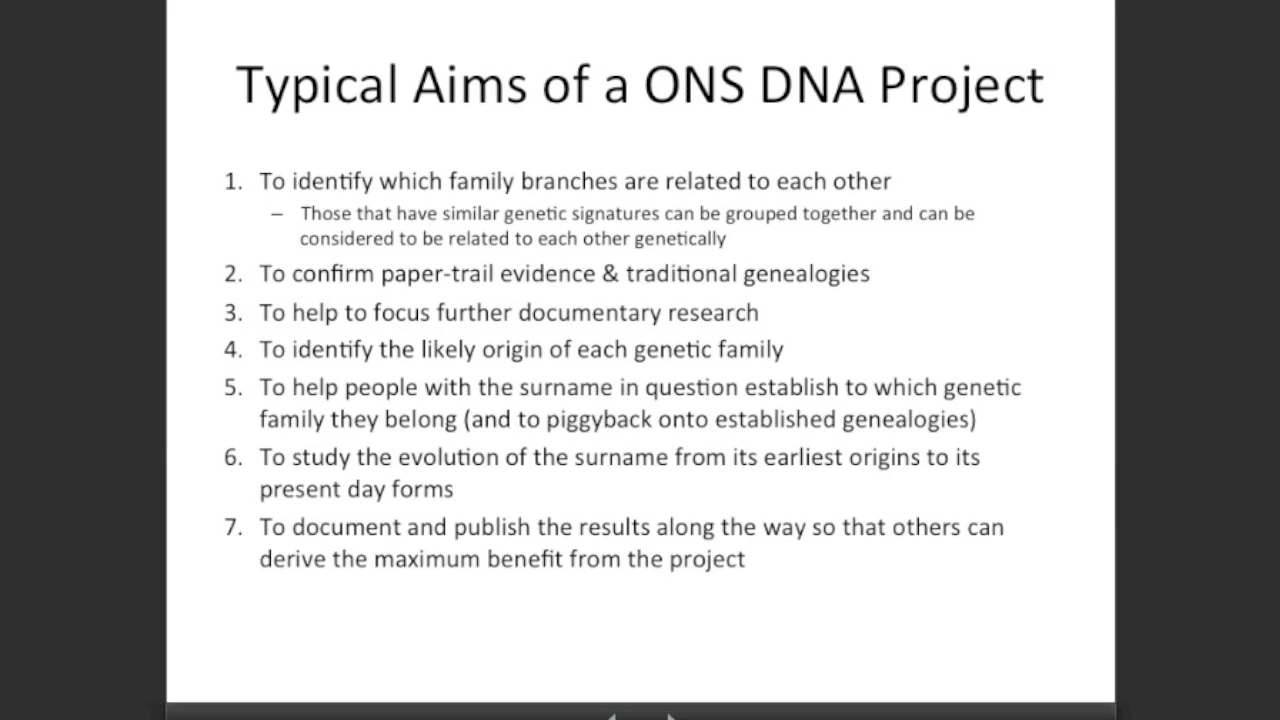 Typical Aims of a ONS DNA Project
1. To identify which family branches are related to each other
– Those that have similar genetic signatures can be grouped together and can be
considered to be related to each other genetically
2. To confirm paper-trail evidence & traditional genealogies
3. To help to focus further documentary research
4. To identify the likely origin of each genetic family
5. To help people with the surname in question establish to which genetic
family they belong (and to piggyback onto established genealogies)
6. To study the evolution of the surname from its earliest origins to its
present day forms
7. To document and publish the results along the way so that others can
derive the maximum benefit from the project